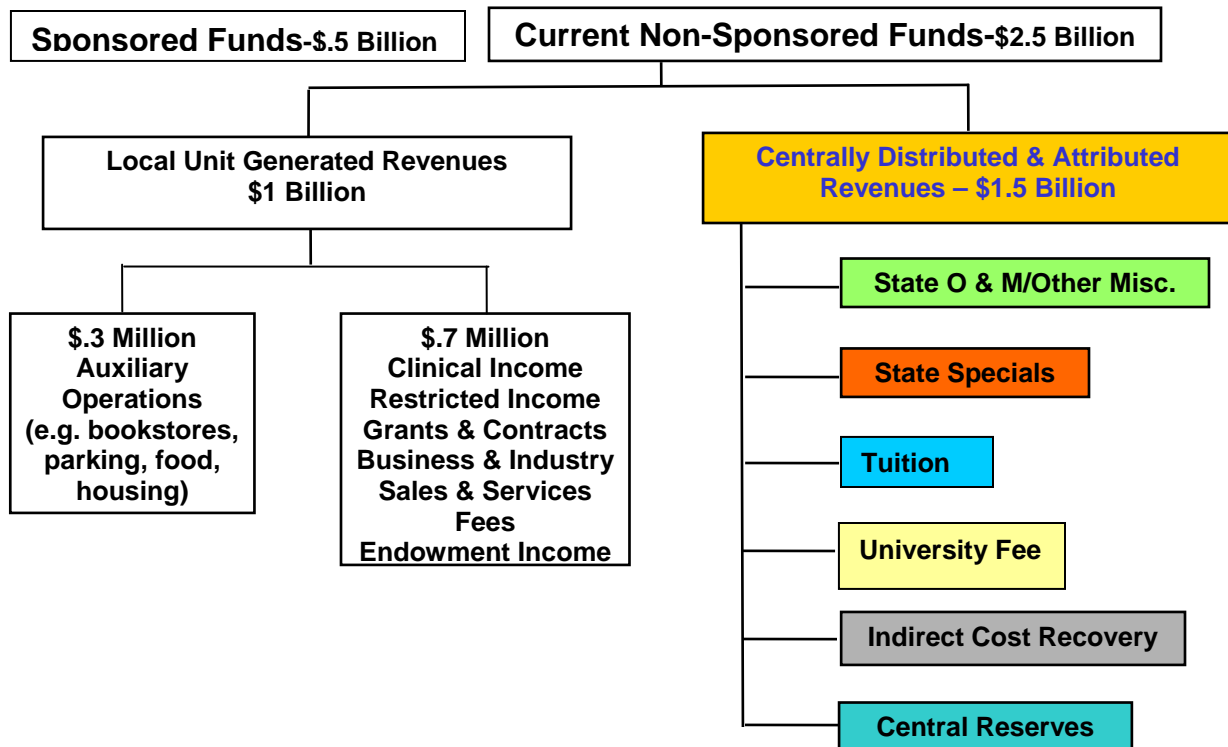 Sponsored Funds-$.5 Billion
Current Non-Sponsored Funds-$2.5 Billion
Local Unit Generated Revenues
$1 Billion
Centrally Distributed & Attributed
Revenues – $1.5 Billion
$.3 Million
Auxiliary
Operations
(e.g. bookstores,
parking, food,
housing)
$.7 Million
Clinical Income
Restricted Income
Grants & Contracts
Business & Industry
Sales & Services
Fees
Endowment Income
State O & M/Other Misc.
State Specials
Tuition
University Fee
Indirect Cost Recovery
Central Reserves